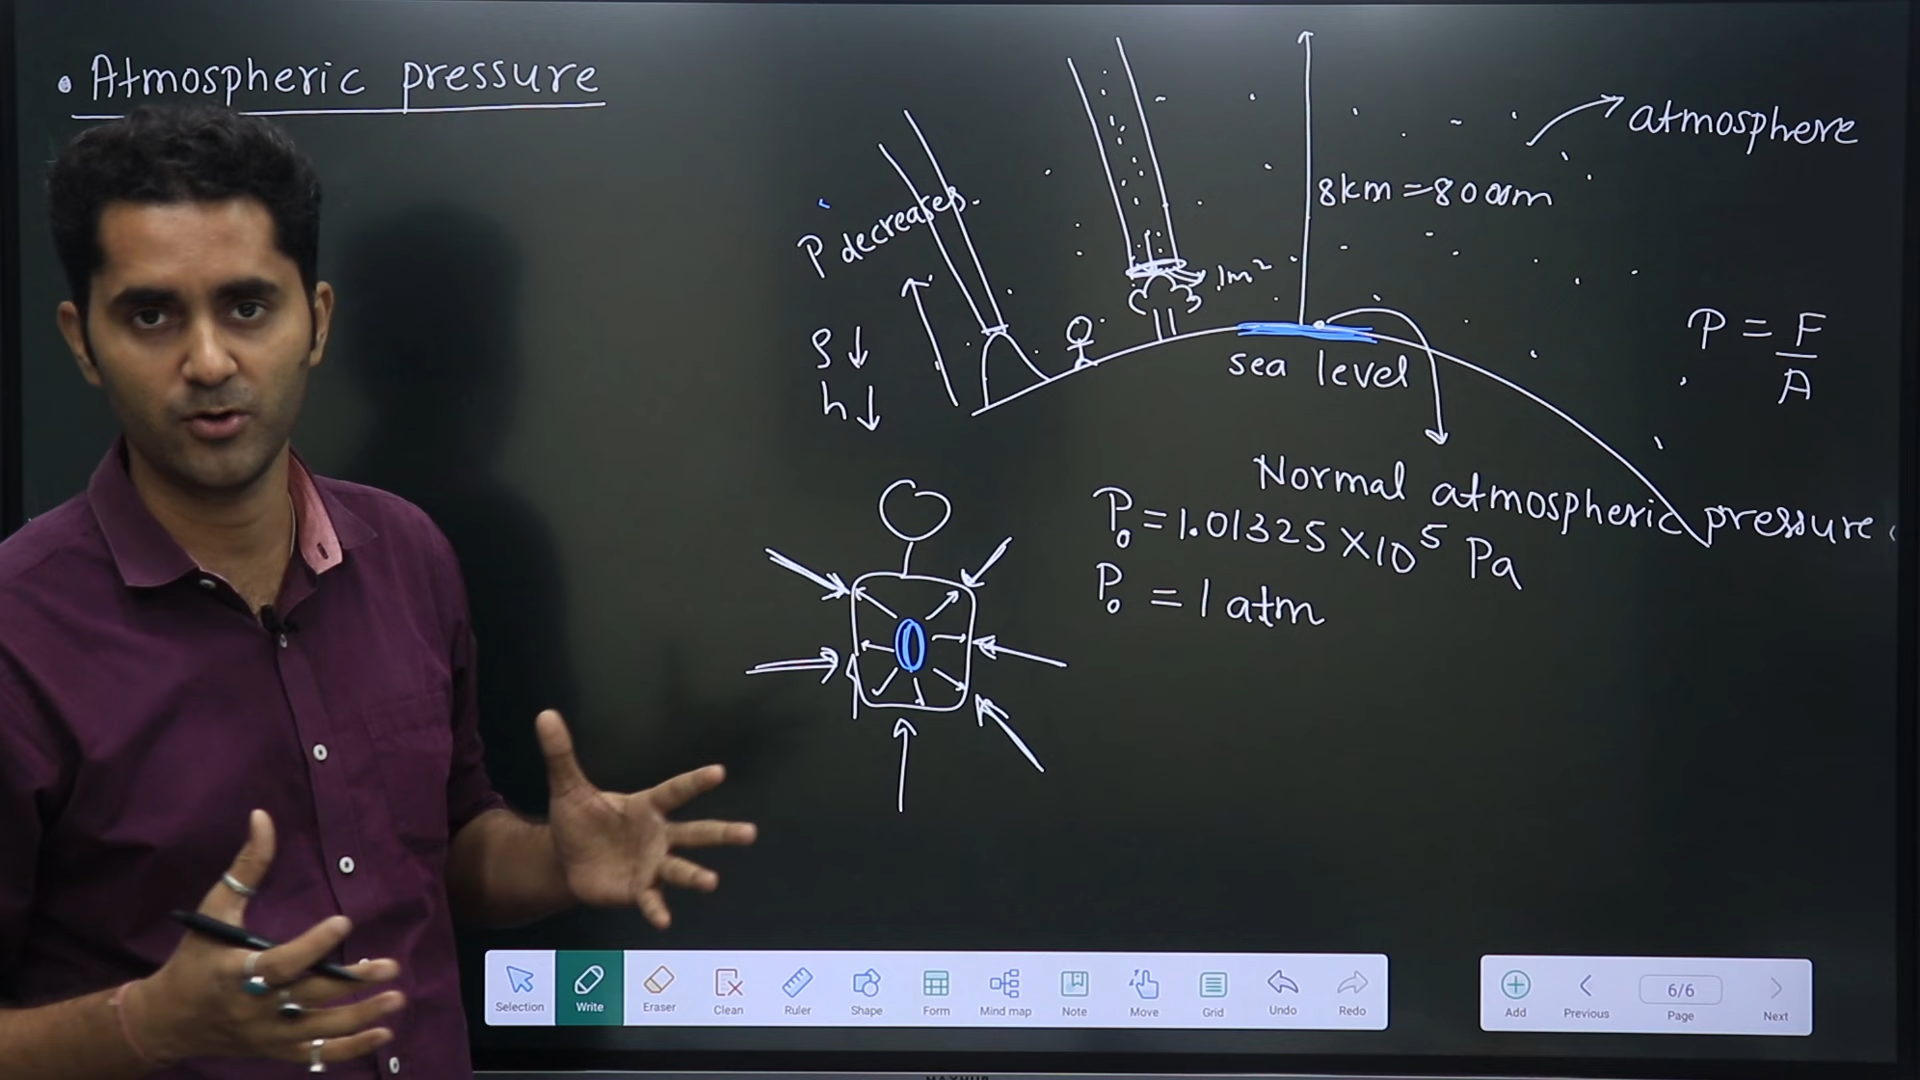 • Atmospheric pressure
atmosphere
8km = 8000m
P decreases.
1m²
ρ ↓
h ↓
sea level
P = F
A
Normal atmospheric pressure
P₀ = 1.01325 × 10⁵ Pa
P₀ = 1 atm
Selection
Write
Eraser
Clean
Ruler
Shape
Form
Mind map
Note
Move
Grid
Undo
Redo
Add
Previous
6/6
Page
Next